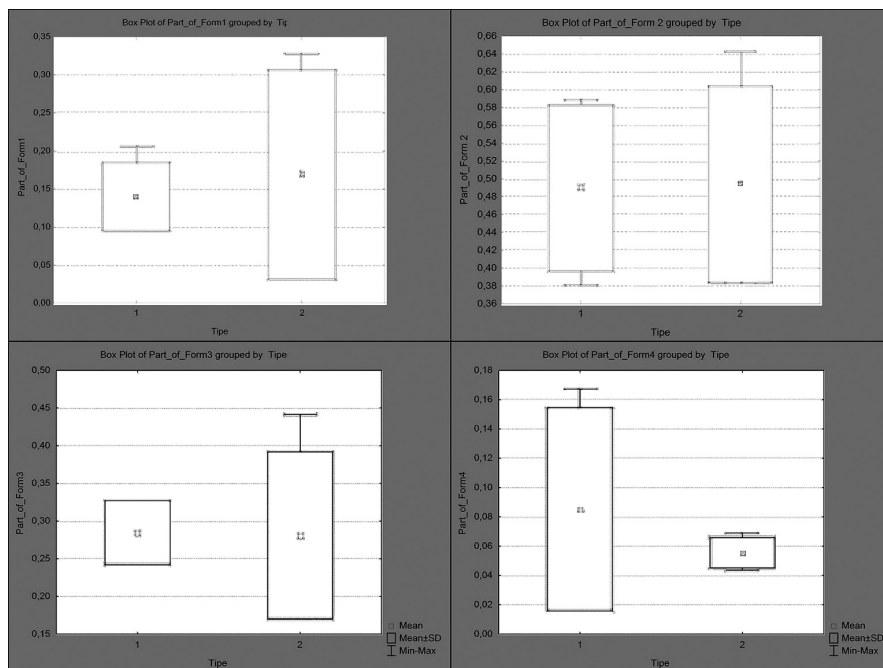 Box Plot of Part_of_Form1 grouped by Tipe
Part_of_Form1
0,35
0,30
0,25
0,20
0,15
0,10
0,05
0,00
1
2
Tipe
Box Plot of Part_of_Form 2 grouped by Tipe
Part_of_Form 2
0,66
0,64
0,62
0,60
0,58
0,56
0,54
0,52
0,50
0,48
0,46
0,44
0,42
0,40
0,38
0,36
1
2
Tipe
Box Plot of Part_of_Form3 grouped by Tipe
Part_of_Form3
0,50
0,45
0,40
0,35
0,30
0,25
0,20
0,15
1
2
Tipe
Mean
Mean±SD
Min-Max
Box Plot of Part_of_Form4 grouped by Tipe
Part_of_Form4
0,18
0,16
0,14
0,12
0,10
0,08
0,06
0,04
0,02
0,00
1
2
Tipe
Mean
Mean±SD
Min-Max